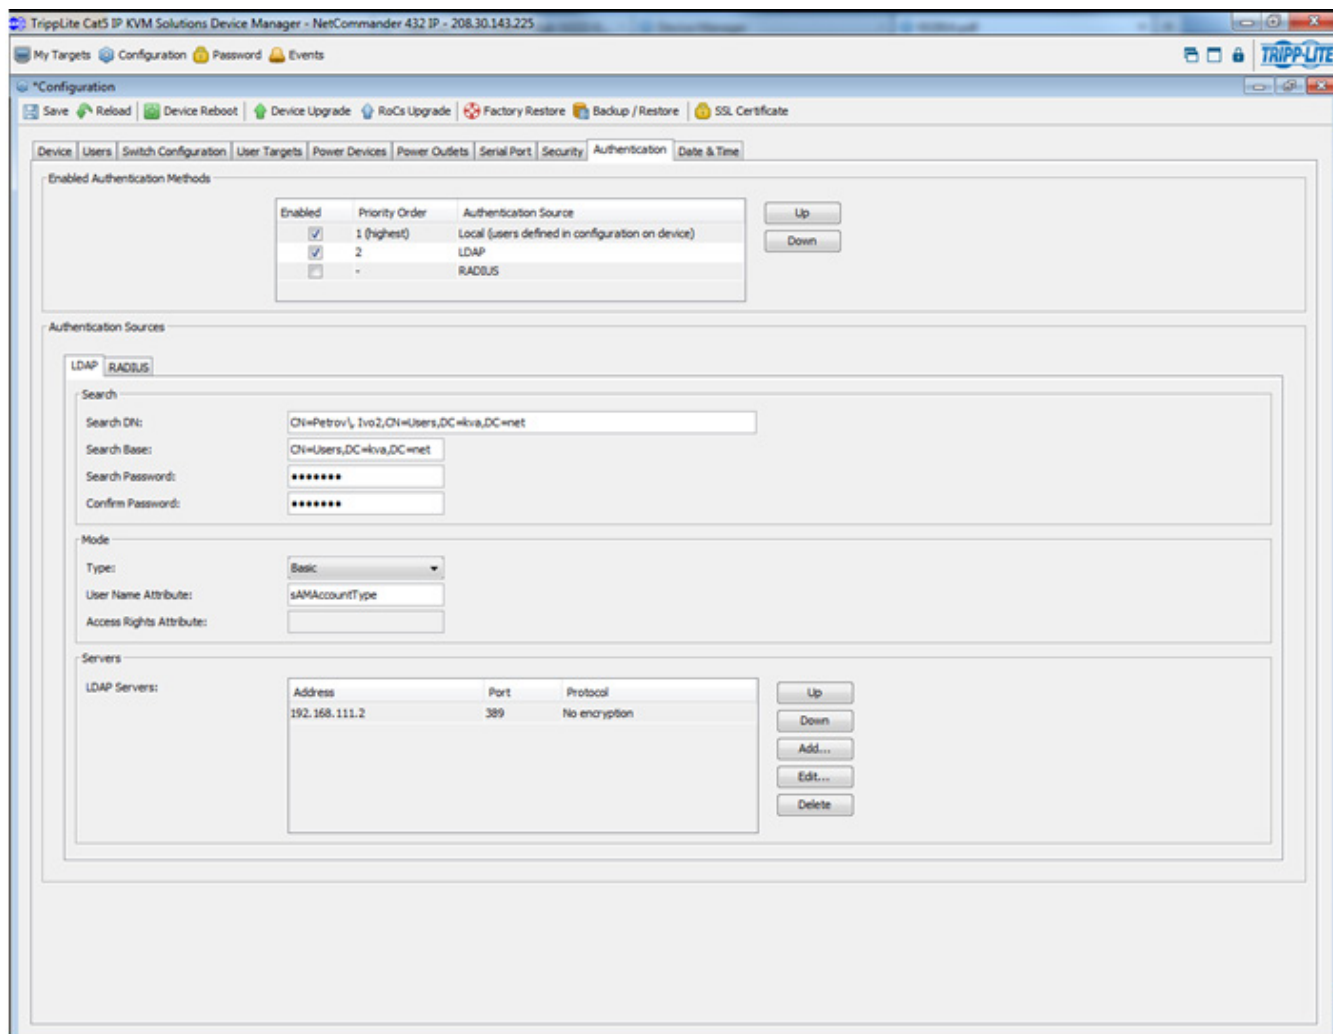 TrippLite Cat5 IP KVM Solutions Device Manager - NetCommander 432 IP - 208.30.143.225
My Targets Configuration Password Events
TRIPP-LITE
*Configuration
Save Reload Device Reboot Device Upgrade RoCs Upgrade Factory Restore Backup / Restore SSL Certificate
Device Users Switch Configuration User Targets Power Devices Power Outlets Serial Port Security Authentication Date & Time
Enabled Authentication Methods
Enabled Priority Order Authentication Source
1 (highest) Local (users defined in configuration on device)
2 LDAP
- RADIUS
Up
Down
Authentication Sources
LDAP RADIUS
Search
Search DN: CN=Petrov\, Ivo2,CN=Users,DC=kva,DC=net
Search Base: CN=Users,DC=kva,DC=net
Search Password: •••••••
Confirm Password: •••••••
Mode
Type: Basic
User Name Attribute: sAMAccountType
Access Rights Attribute:
Servers
LDAP Servers:
Address Port Protocol
192.168.111.2 389 No encryption
Up
Down
Add...
Edit...
Delete